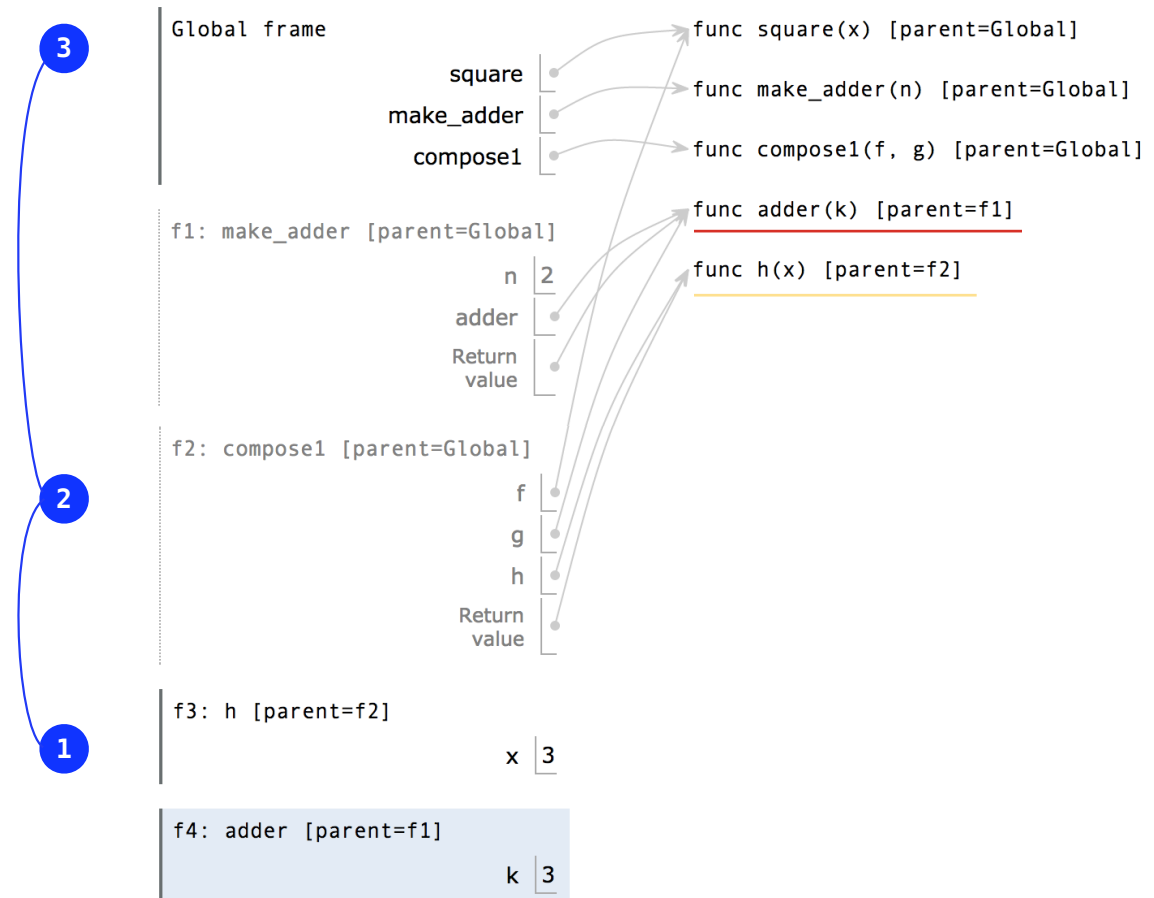 3
Global frame
square
make_adder
compose1
func square(x) [parent=Global]
func make_adder(n) [parent=Global]
func compose1(f, g) [parent=Global]
func adder(k) [parent=f1]
func h(x) [parent=f2]
f1: make_adder [parent=Global]
n 2
adder
Return
value
2
f2: compose1 [parent=Global]
f
g
h
Return
value
1
f3: h [parent=f2]
x 3
f4: adder [parent=f1]
k 3